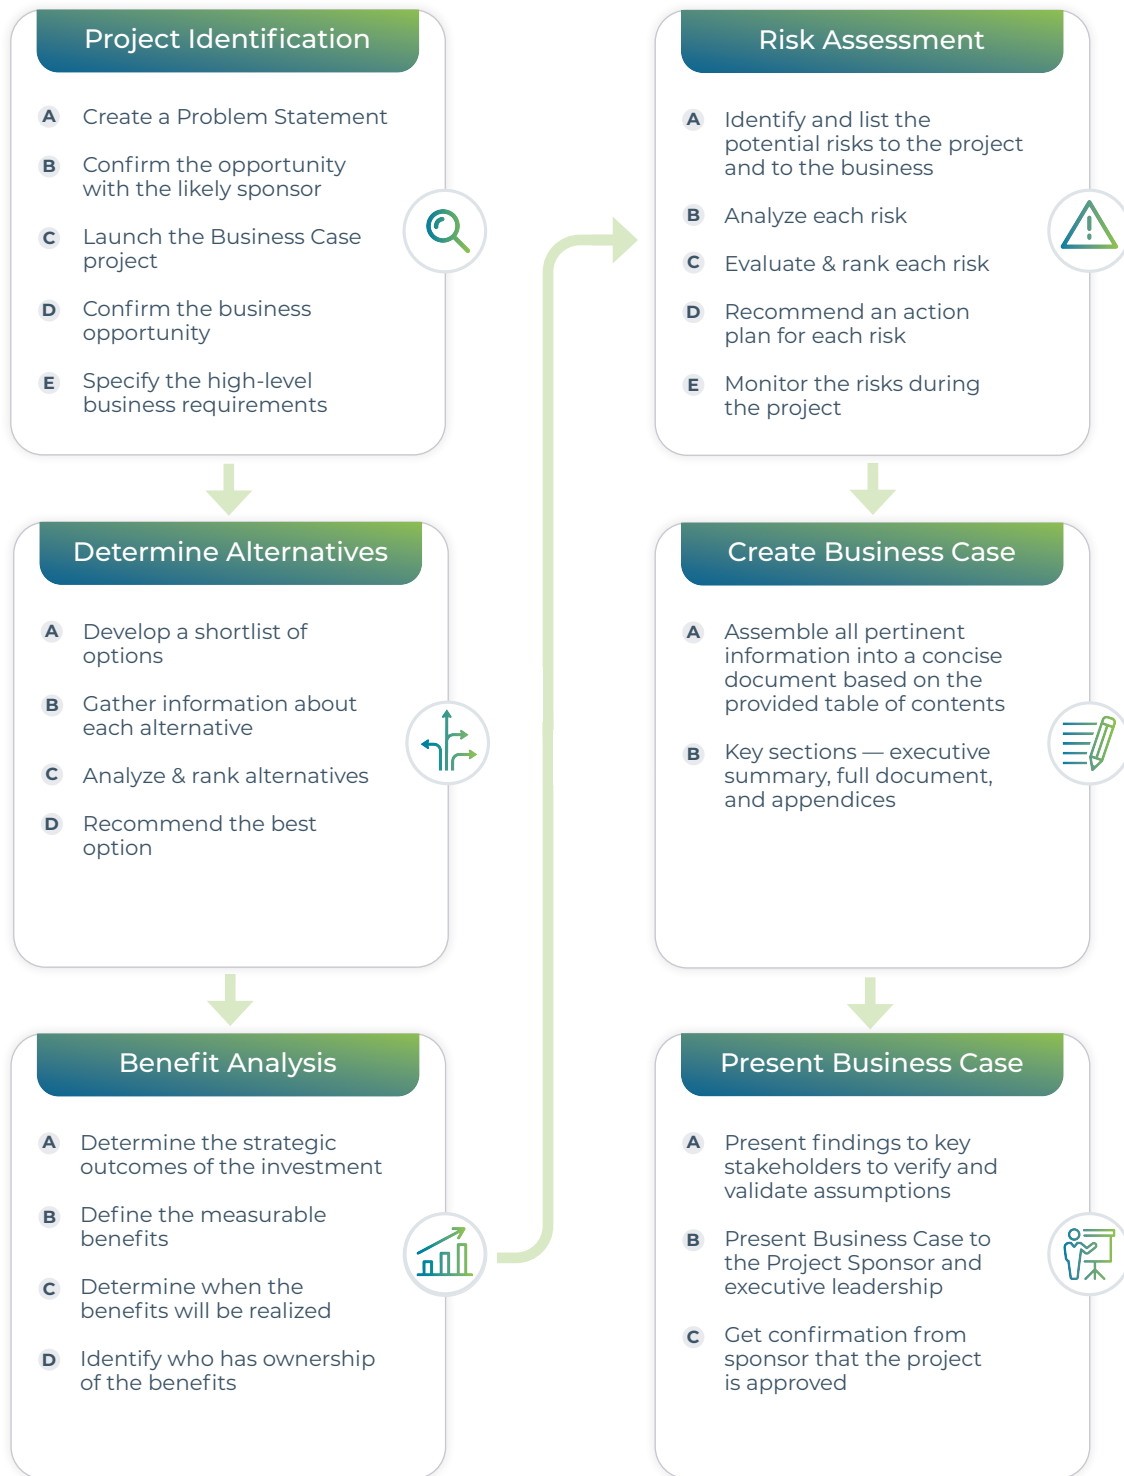 Project Identification
A Create a Problem Statement
B Confirm the opportunity
with the likely sponsor
C Launch the Business Case
project
D Confirm the business
opportunity
E Specify the high-level
business requirements
Determine Alternatives
A Develop a shortlist of
options
B Gather information about
each alternative
C Analyze & rank alternatives
D Recommend the best
option
Benefit Analysis
A Determine the strategic
outcomes of the investment
B Define the measurable
benefits
C Determine when the
benefits will be realized
D Identify who has ownership
of the benefits
Risk Assessment
A Identify and list the
potential risks to the project
and to the business
B Analyze each risk
C Evaluate & rank each risk
D Recommend an action
plan for each risk
E Monitor the risks during
the project
Create Business Case
A Assemble all pertinent
information into a concise
document based on the
provided table of contents
B Key sections — executive
summary, full document,
and appendices
Present Business Case
A Present findings to key
stakeholders to verify and
validate assumptions
B Present Business Case to
the Project Sponsor and
executive leadership
C Get confirmation from
sponsor that the project
is approved